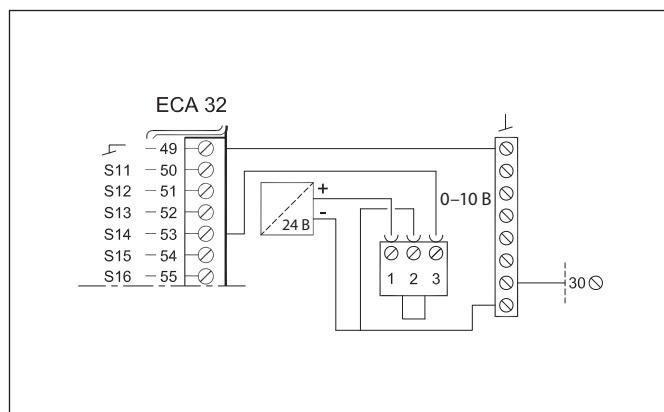 ECA 32
49
S11 50
S12 51
S13 52
S14 53
S15 54
S16 55
+
-
24 В
0–10 В
1 2 3
30